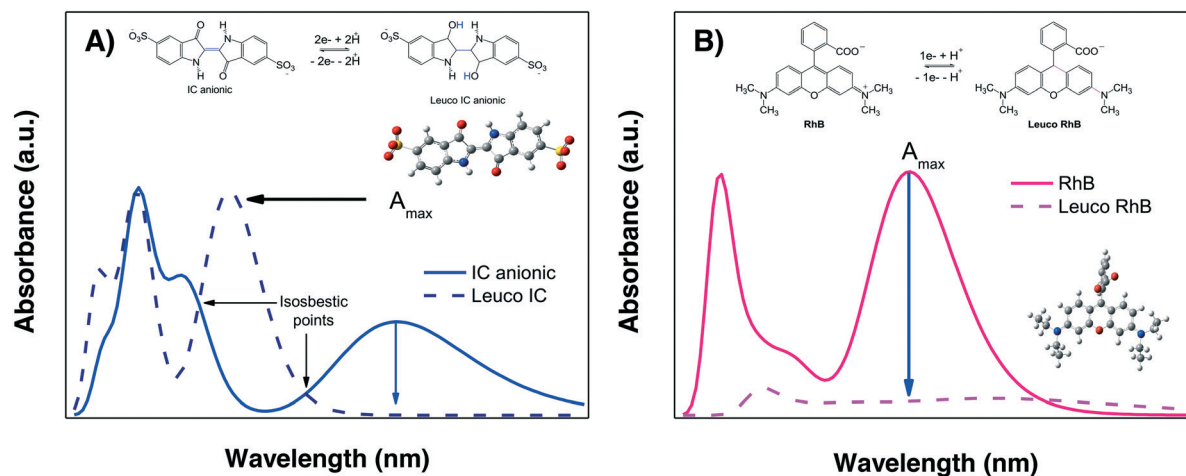 A)
O
H
N
⁻O₃S
SO₃⁻
N
H
O
IC anionic
2e- + 2H⁺
- 2e- - 2H⁺
OH
H
N
⁻O₃S
SO₃⁻
N
H
HO
Leuco IC anionic
A max
IC anionic
Leuco IC
Isosbestic
points
Absorbance (a.u.)
Wavelength (nm)
B)
COO⁻
H₃C
N
CH₃
O
N⁺
CH₃
CH₃
RhB
1e- + H⁺
- 1e- - H⁺
COO⁻
H₃C
N
CH₃
O
N
CH₃
CH₃
Leuco RhB
A max
RhB
Leuco RhB
Absorbance (a.u.)
Wavelength (nm)